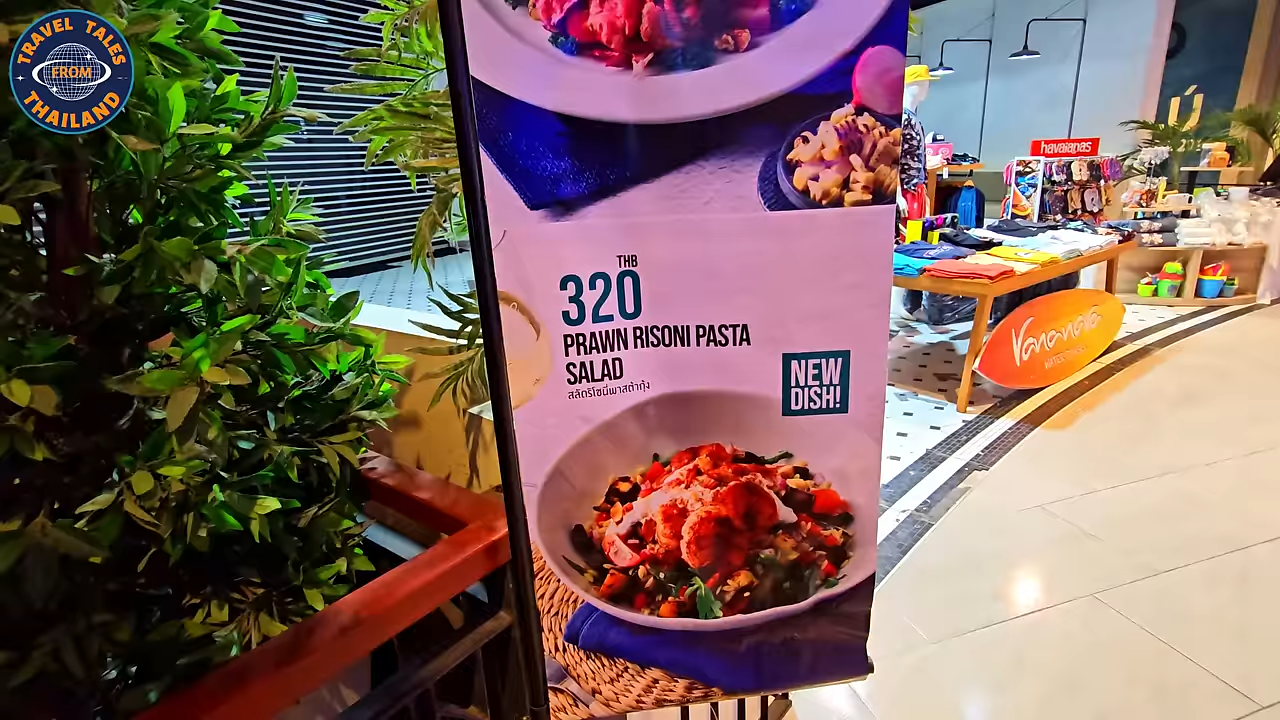 TRAVEL TALES
FROM
THAILAND
havaianas
THB
320
PRAWN RISONI PASTA
SALAD
สลัดริโซนี่พาสต้ากุ้ง
NEW
DISH!
Vananava